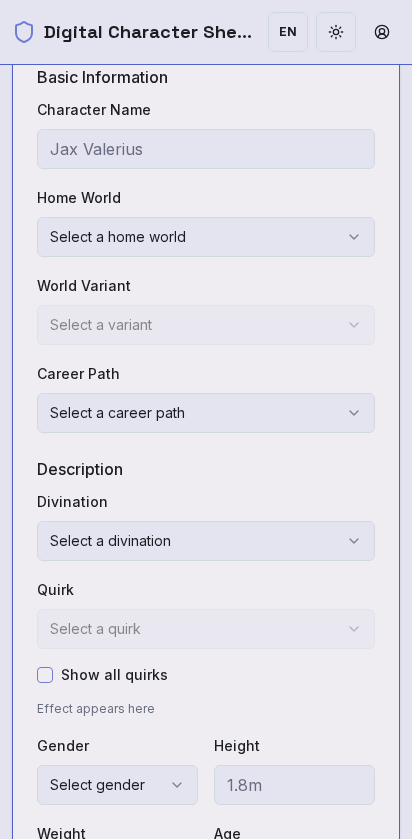 Digital Character She...
EN
Basic Information
Character Name
Jax Valerius
Home World
Select a home world
World Variant
Select a variant
Career Path
Select a career path
Description
Divination
Select a divination
Quirk
Select a quirk
Show all quirks
Effect appears here
Gender Height
Select gender 1.8m
Weight Age